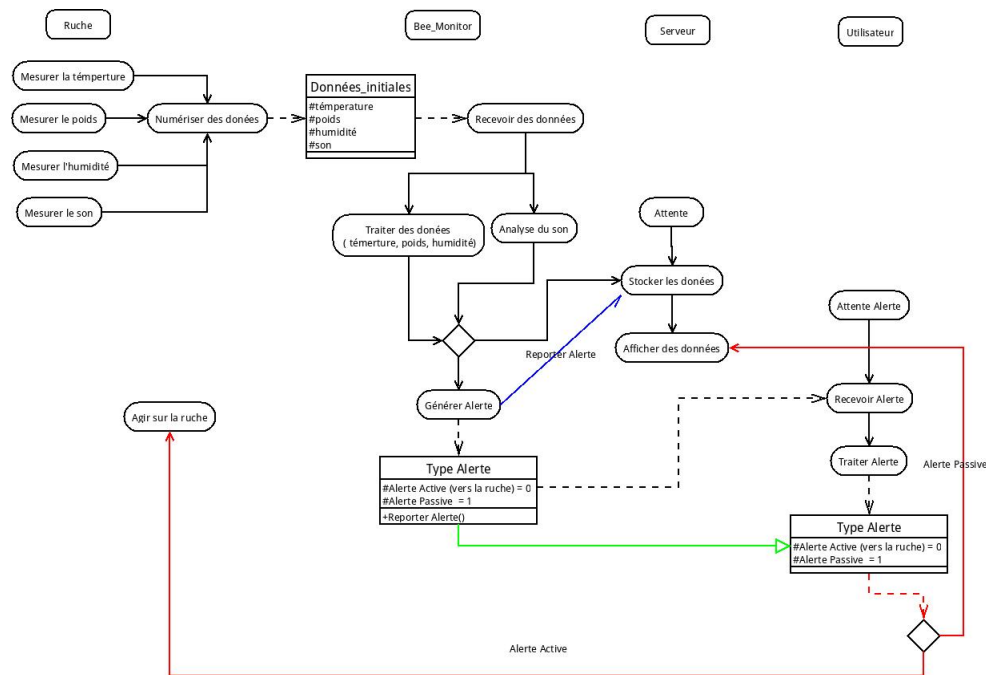 Ruche
Bee_Monitor
Serveur
Utilisateur
Mesurer la témperture
Mesurer le poids
Mesurer l'humidité
Mesurer le son
Numériser des donées
Données_initiales
#témperature
#poids
#humidité
#son
Recevoir des données
Traiter des donées
( témerture, poids, humidité)
Analyse du son
Attente
Stocker les donées
Afficher des données
Attente Alerte
Reporter Alerte
Générer Alerte
Agir sur la ruche
Recevoir Alerte
Traiter Alerte
Alerte Passive
Type Alerte
#Alerte Active (vers la ruche) = 0
#Alerte Passive = 1
+Reporter Alerte()
Type Alerte
#Alerte Active (vers la ruche) = 0
#Alerte Passive = 1
Alerte Active